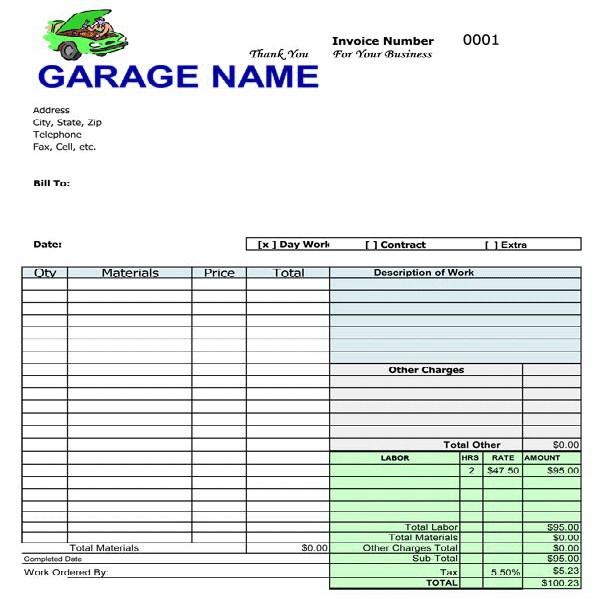 Invoice Number 0001
Thank You For Your Business
GARAGE NAME
Address
City, State, Zip
Telephone
Fax, Cell, etc.
Bill To:
Date: [x] Day Work [ ] Contract [ ] Extra
Qty Materials Price Total Description of Work
Other Charges
Total Other $0.00
LABOR HRS RATE AMOUNT
2 $47.50 $95.00
Total Labor $95.00
Total Materials $0.00
Total Materials $0.00 Other Charges Total $0.00
Completed Date Sub-Total $95.00
Work Ordered By: Tax 5.50% $5.23
TOTAL $100.23